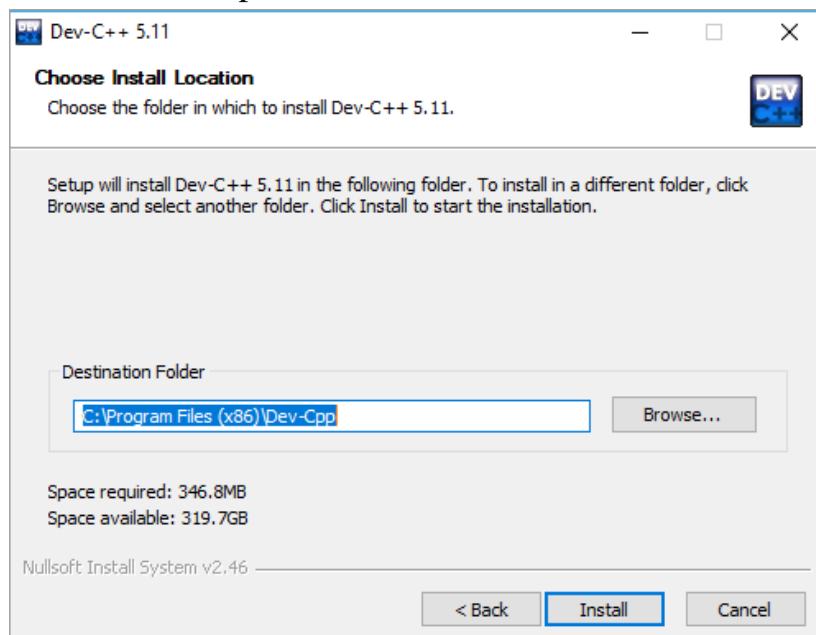 Dev-C++ 5.11
Choose Install Location
Choose the folder in which to install Dev-C++ 5.11.
DEV
C++
Setup will install Dev-C++ 5.11 in the following folder. To install in a different folder, click
Browse and select another folder. Click Install to start the installation.
Destination Folder
C:\Program Files (x86)\Dev-Cpp
Browse...
Space required: 346.8MB
Space available: 319.7GB
Nullsoft Install System v2.46
< Back Install Cancel